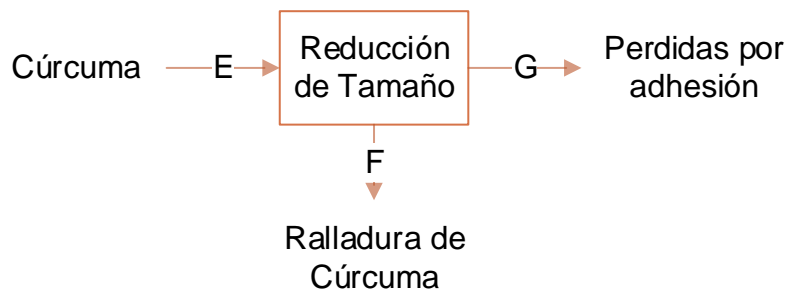 Cúrcuma
E
Reducción
de Tamaño
G
Perdidas por
adhesión
F
Ralladura de
Cúrcuma